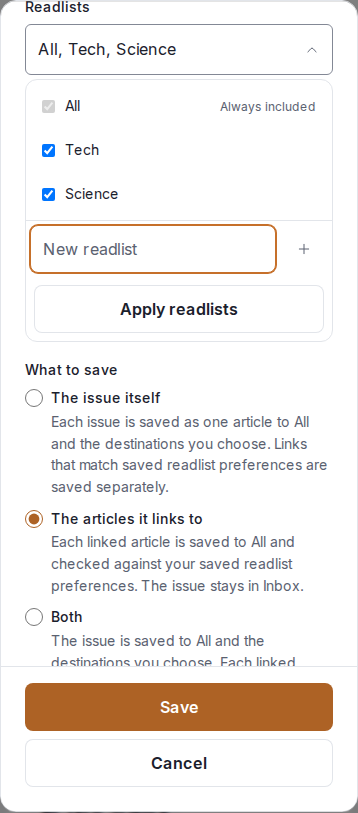 Readlists
All, Tech, Science
All Always included
Tech
Science
New readlist +
Apply readlists
What to save
The issue itself
Each issue is saved as one article to All
and the destinations you choose. Links
that match saved readlist preferences are
saved separately.
The articles it links to
Each linked article is saved to All and
checked against your saved readlist
preferences. The issue stays in Inbox.
Both
The issue is saved to All and the
destinations you choose. Each linked
Save
Cancel